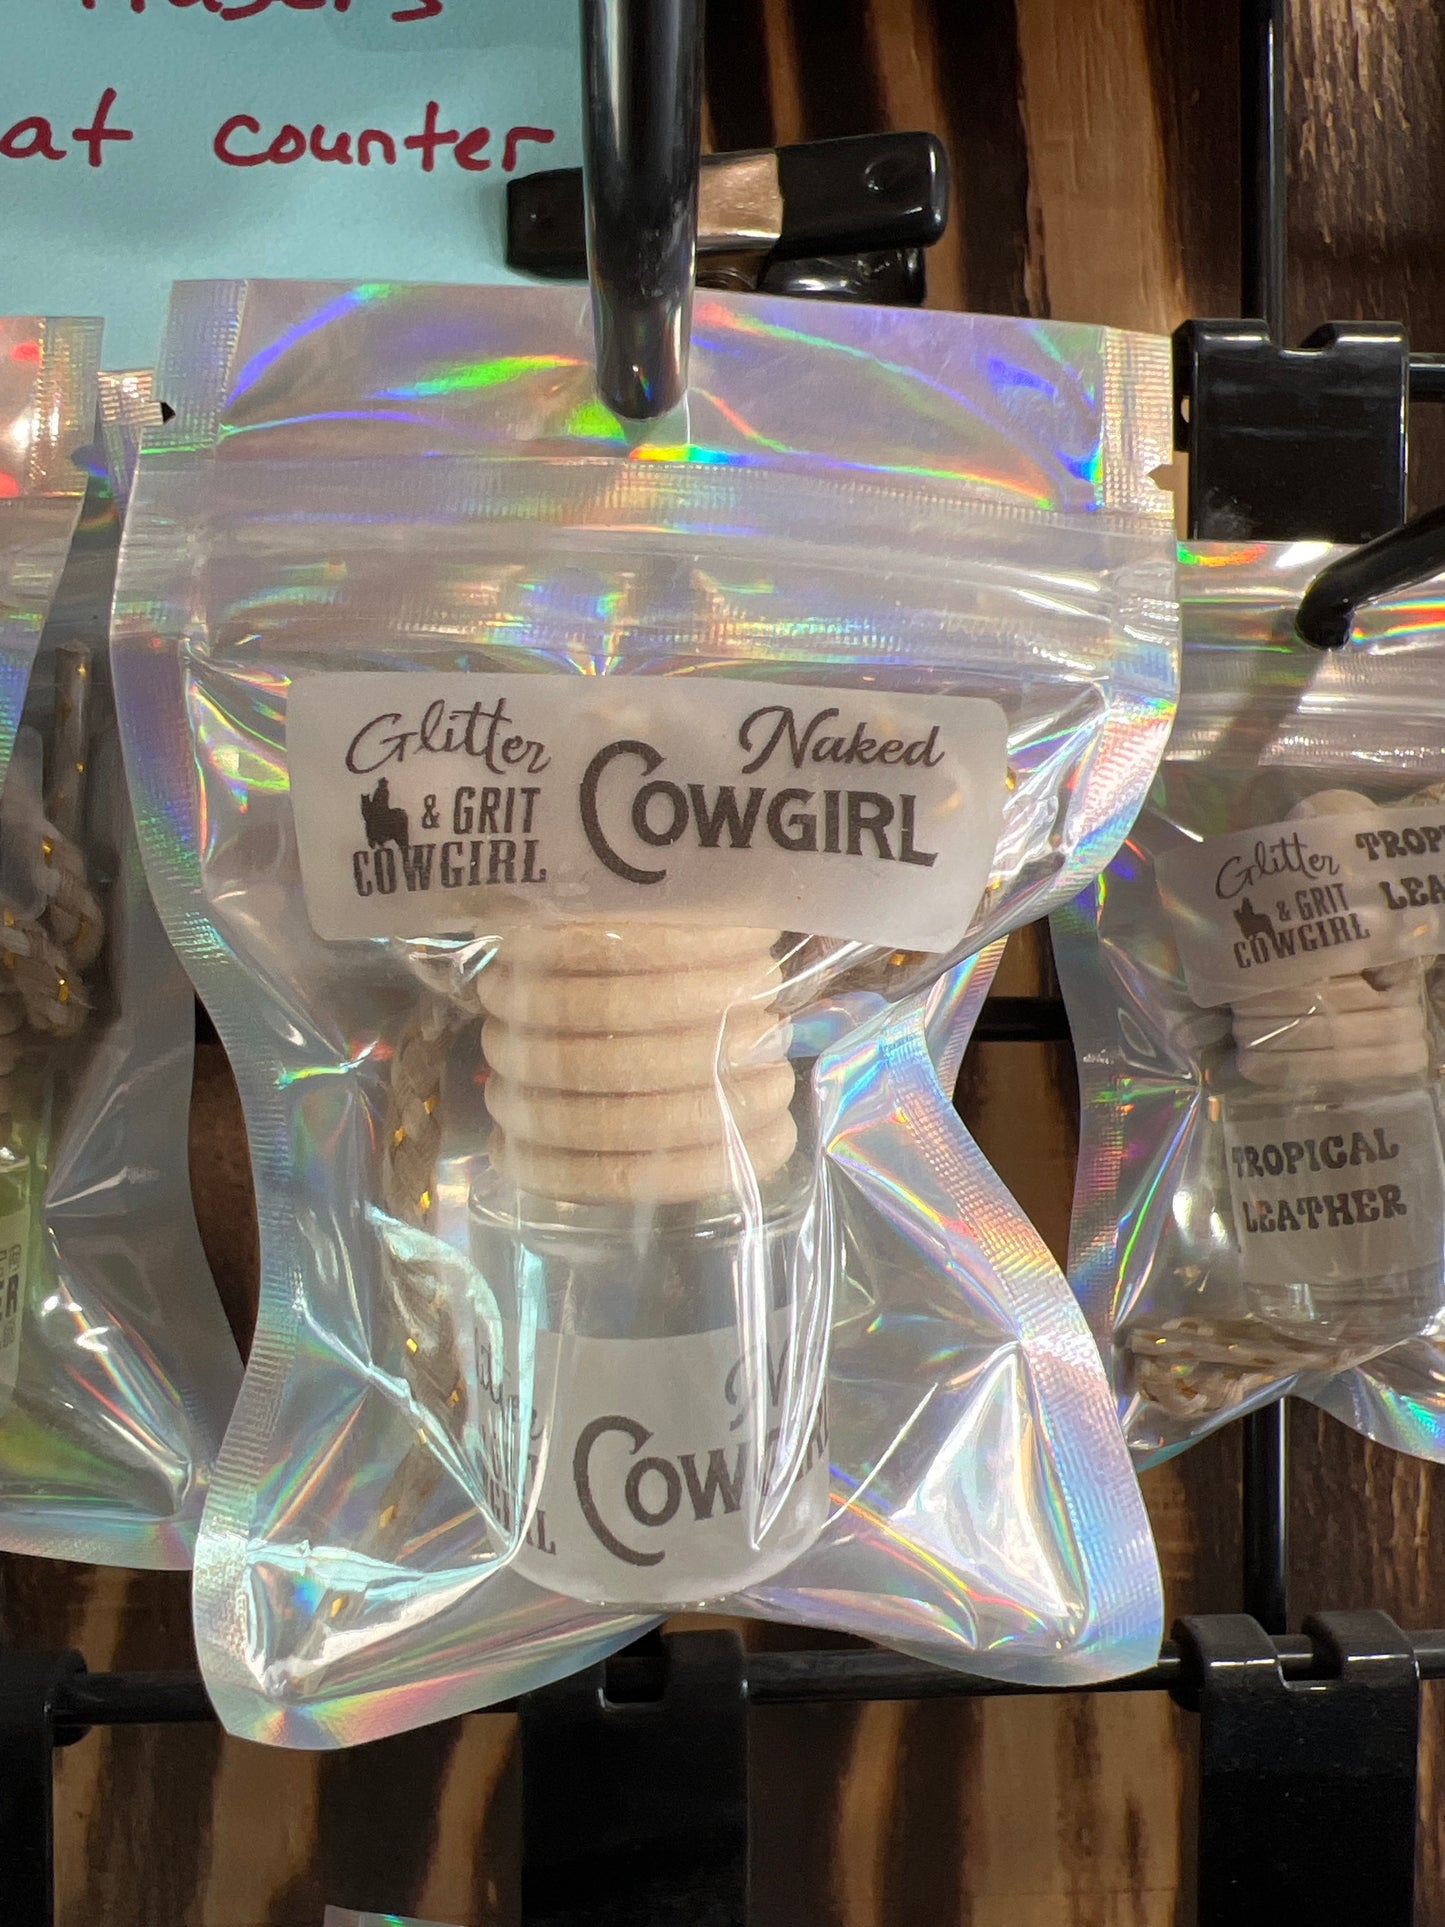 at counter
Glitter
& GRIT
COWGIRL
Naked
COWGIRL
Glitter
& GRIT
COWGIRL
TROPICAL
LEATHER